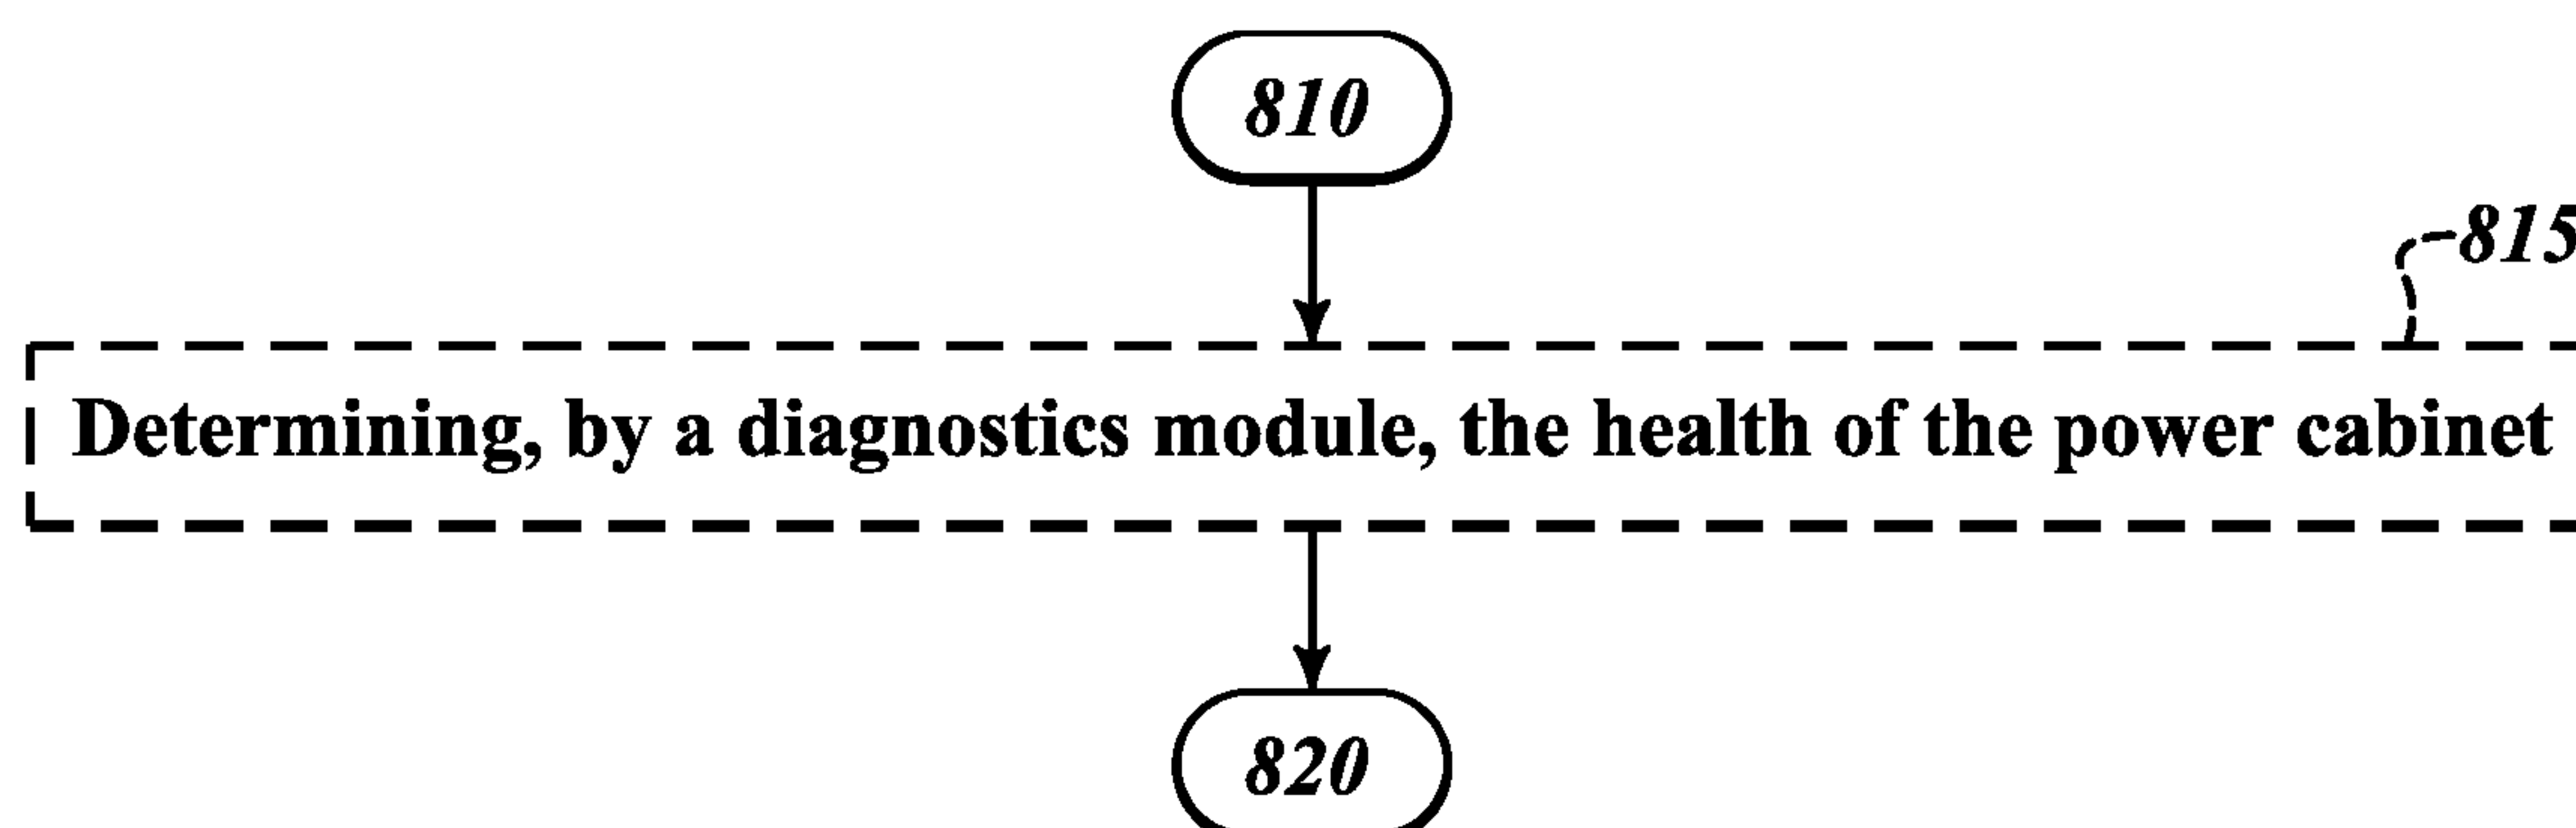 810
815
Determining, by a diagnostics module, the health of the power cabinet
820